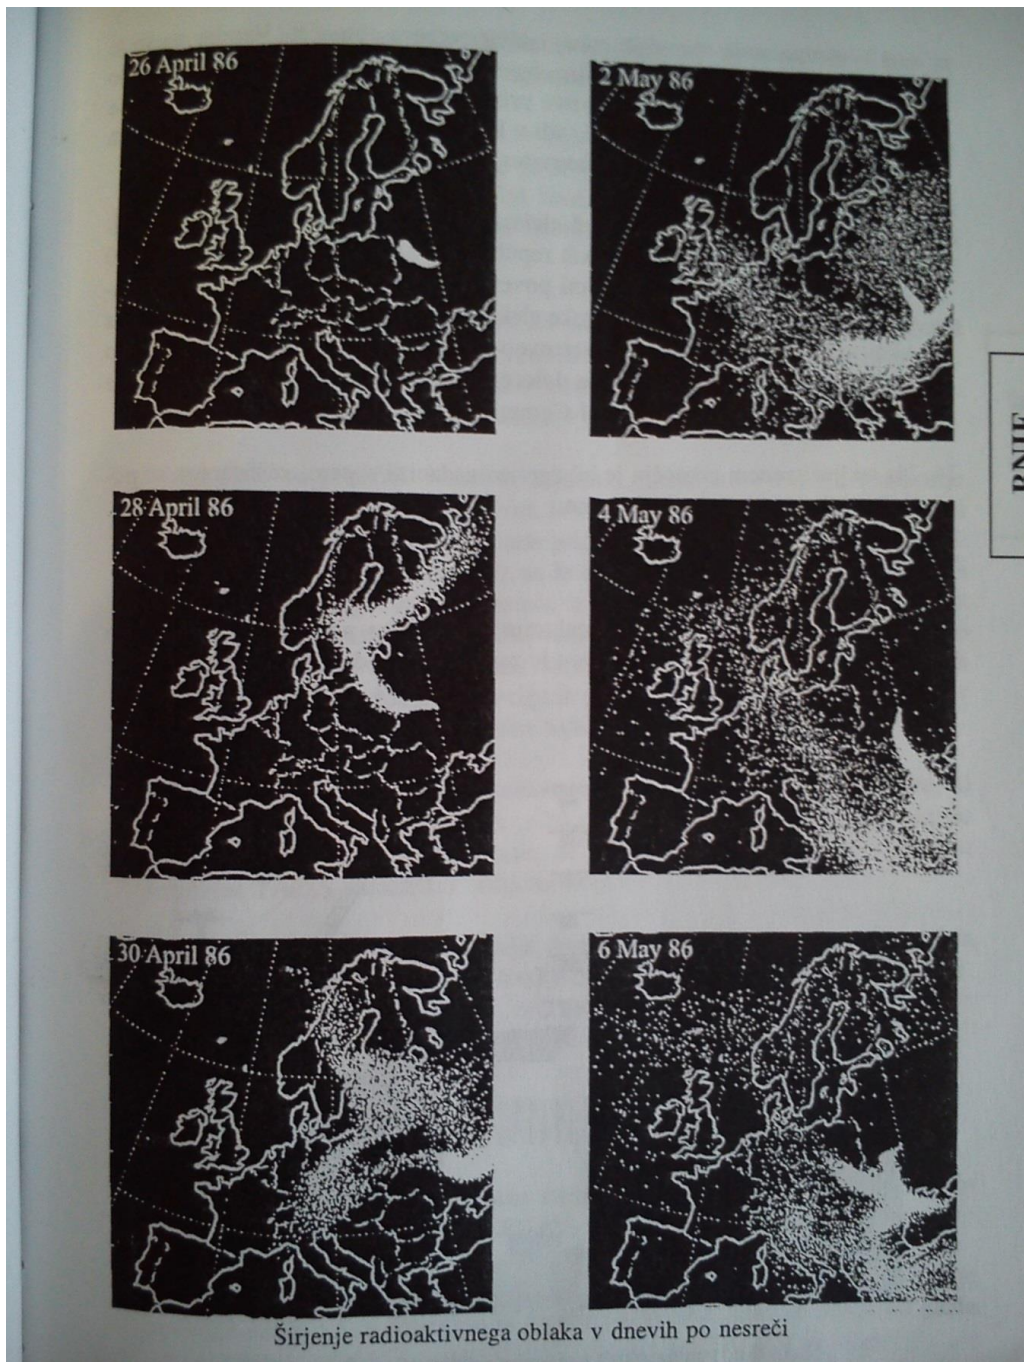 26 April 86
2 May 86
28 April 86
4 May 86
30 April 86
6 May 86
Širjenje radioaktivnega oblaka v dnevih po nesreči